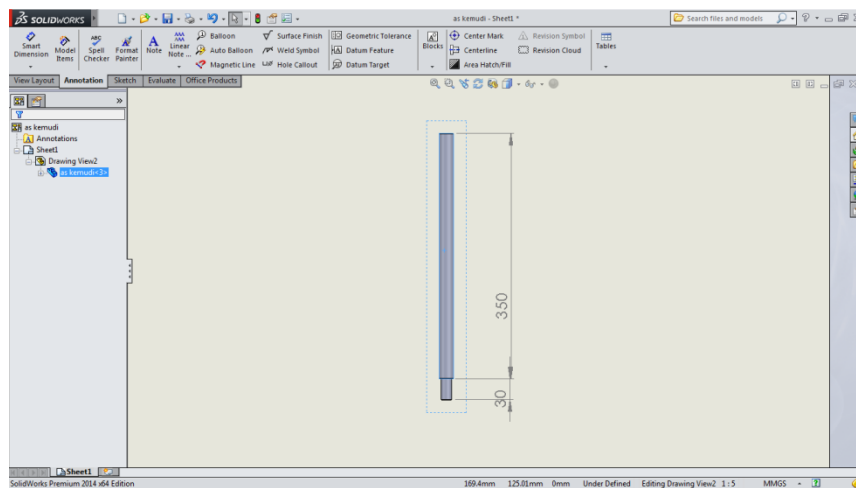 SOLIDWORKS
as kemudi - Sheet1 *
Search files and models
Smart Dimension
Model Items
Spell Checker
Format Painter
Note
Linear Note ...
Balloon
Auto Balloon
Magnetic Line
Surface Finish
Weld Symbol
Hole Callout
Geometric Tolerance
Datum Feature
Datum Target
Blocks
Center Mark
Centerline
Area Hatch/Fill
Revision Symbol
Revision Cloud
Tables
View Layout Annotation Sketch Evaluate Office Products
as kemudi
Annotations
Sheet1
Drawing View2
as kemudi<3>
350
30
Sheet1
SolidWorks Premium 2014 x64 Edition 169.4mm 125.01mm 0mm Under Defined Editing Drawing View2 1 : 5 MMGS